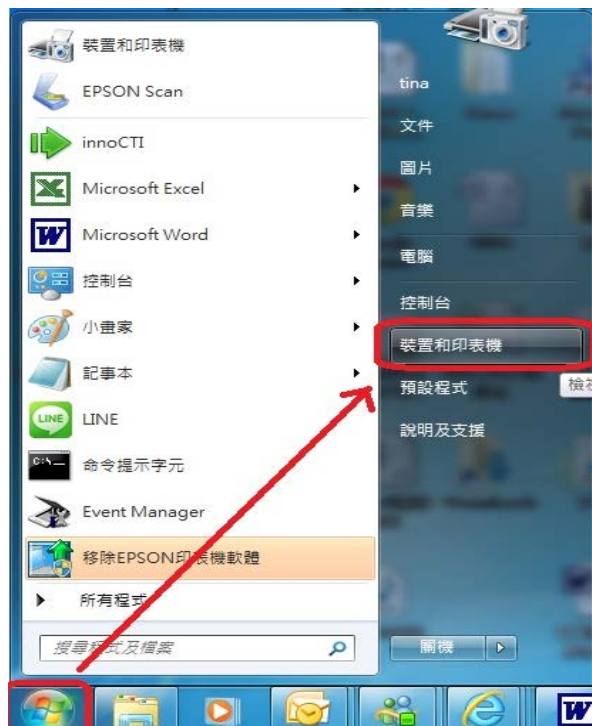 裝置和印表機
EPSON Scan
innoCTI
Microsoft Excel
Microsoft Word
控制台
小畫家
記事本
LINE
命令提示字元
Event Manager
移除EPSON印表機軟體
所有程式
搜尋程式及檔案
tina
文件
圖片
音樂
電腦
控制台
裝置和印表機
檢視
預設程式
說明及支援
關機
LINE
C:\